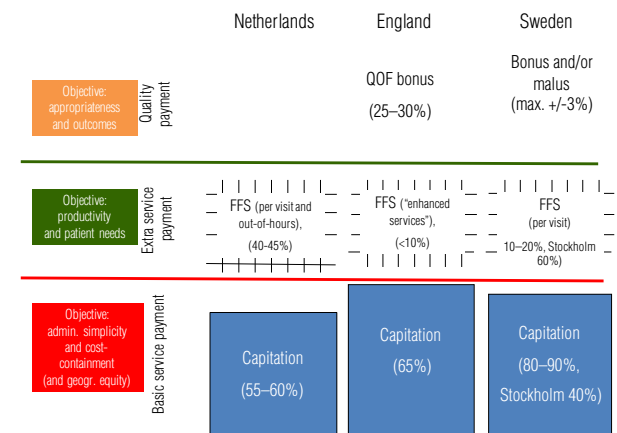 Netherlands
England
Sweden
Objective:
appropriateness
and outcomes
Quality
payment
QOF bonus
(25–30%)
Bonus and/or
malus
(max. +/-3%)
Objective:
productivity
and patient needs
Extra service
payment
FFS (per visit and
out-of-hours),
(40-45%)
FFS (“enhanced
services”),
(<10%)
FFS
(per visit)
10–20%, Stockholm
60%)
Objective:
admin. simplicity
and cost-
containment
(and geogr. equity)
Basic service payment
Capitation
(55–60%)
Capitation
(65%)
Capitation
(80–90%,
Stockholm 40%)